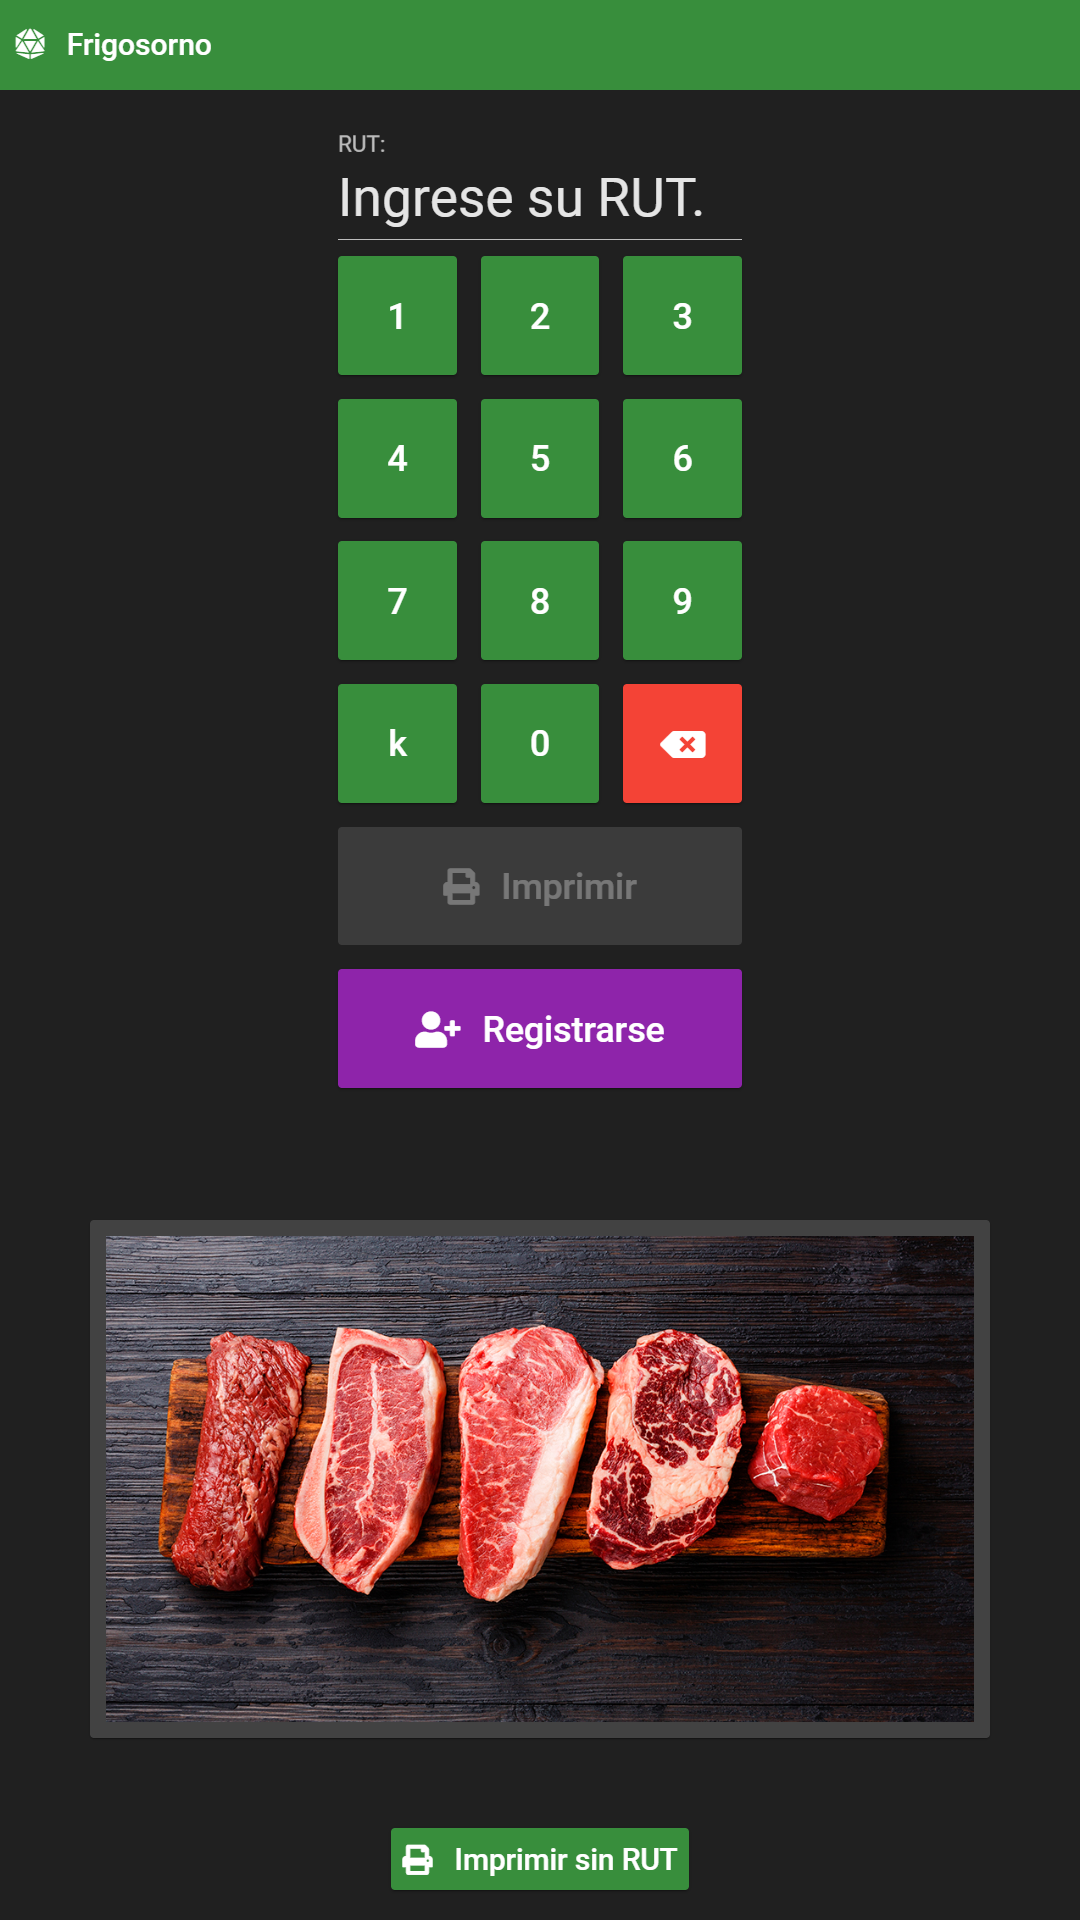 Frigosorno
RUT:
Ingrese su RUT.
1 2 3
4 5 6
7 8 9
k 0
Imprimir
Registrarse
Imprimir sin RUT